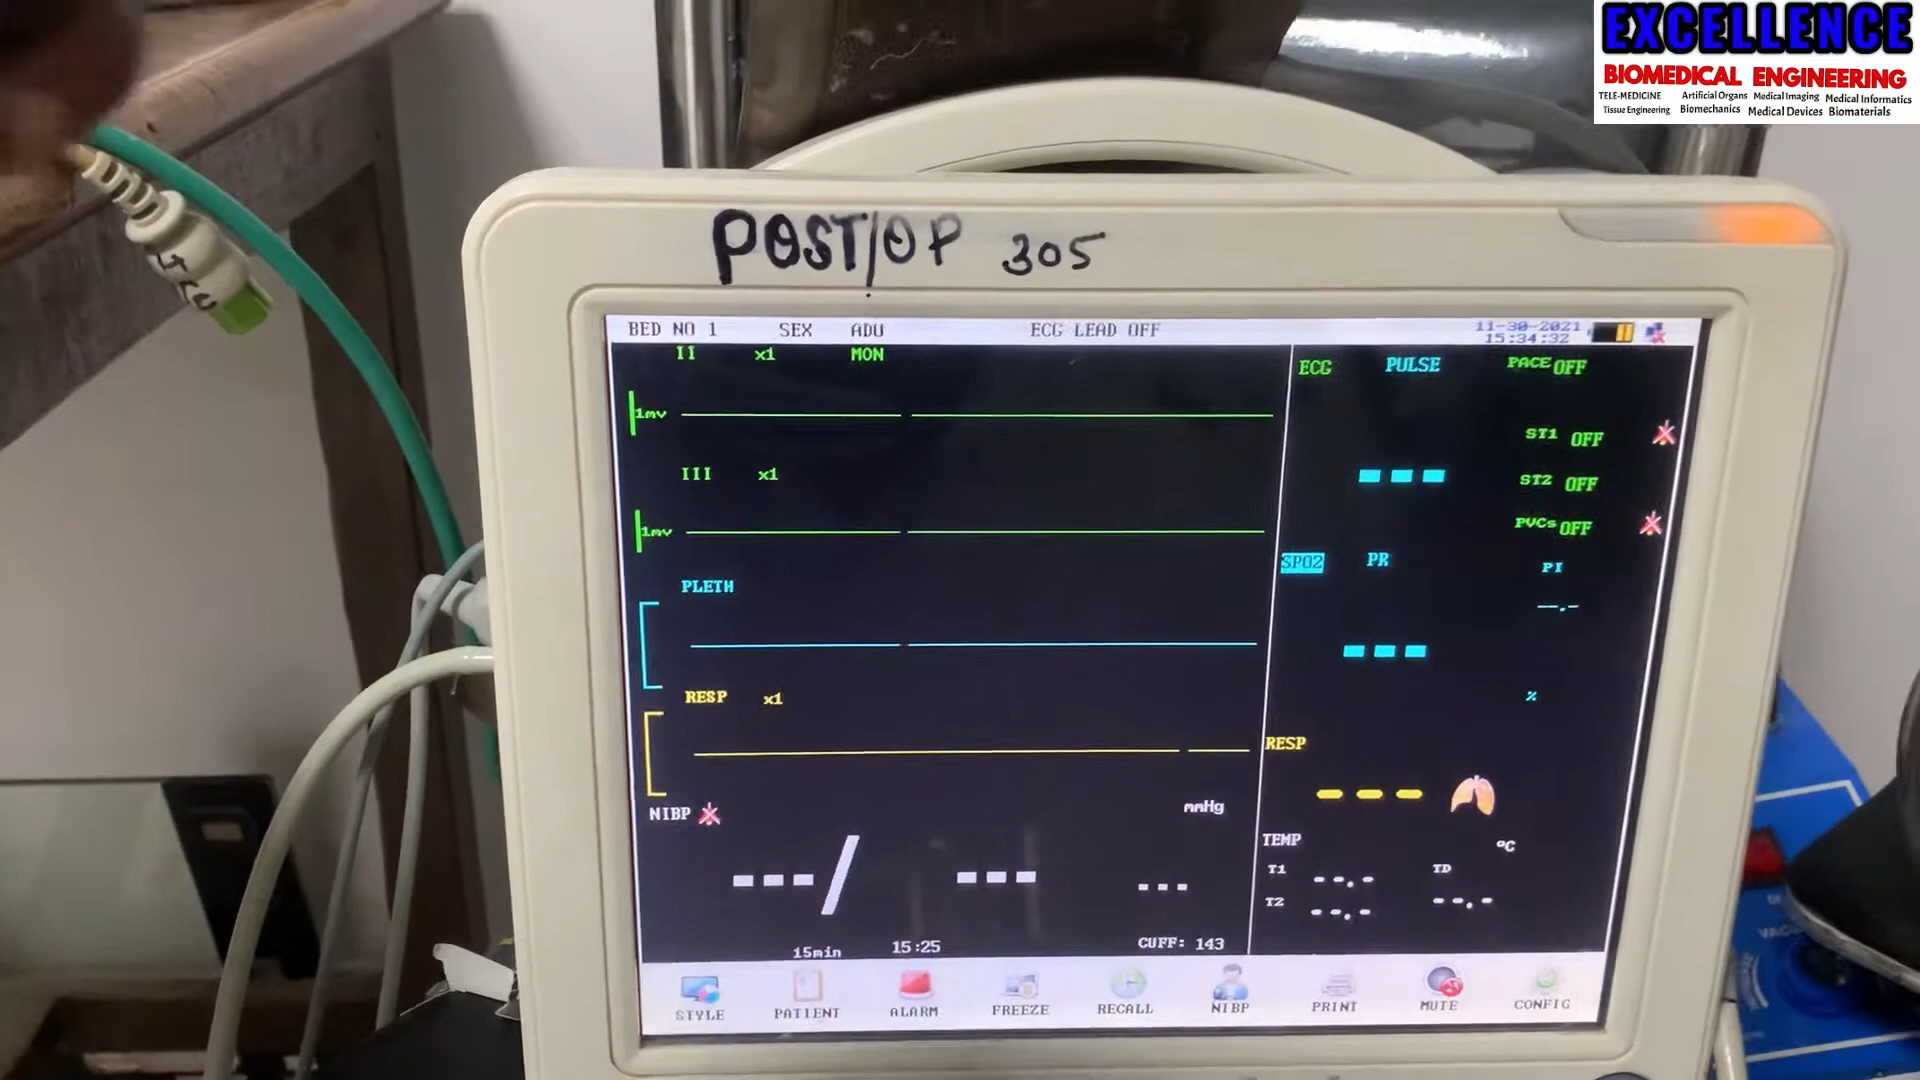 EXCELLENCE
BIOMEDICAL ENGINEERING
TELE-MEDICINE Artificial Organs Medical Imaging Medical Informatics
Tissue Engineering Biomechanics Medical Devices Biomaterials
POST/OP 305
BED NO 1 SEX ADU ECG LEAD OFF 11-30-2021
15:34:32
II x1 MON
1mv
III x1
1mv
PLETH
RESP x1
NIBP mmHg
---/ --- ---
15min 15:25 CUFF: 143
ECG PULSE PACE OFF
ST1 OFF
---
ST2 OFF
PVCs OFF
SPO2 PR PI
--.-
---
%
RESP
---
TEMP °C
T1 --.- TD
T2 --.- --.-
STYLE PATIENT ALARM FREEZE RECALL NIBP PRINT MUTE CONFIG